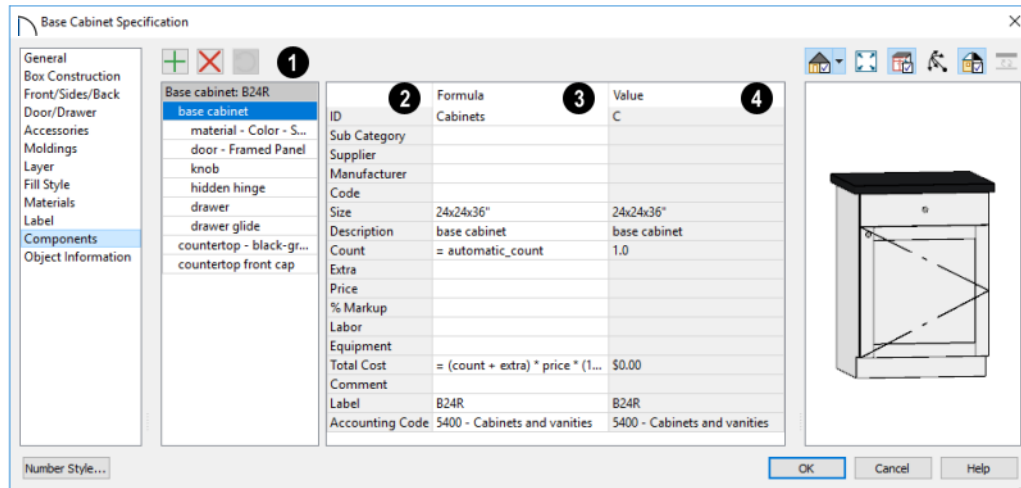 Base Cabinet Specification
General
Box Construction
Front/Sides/Back
Door/Drawer
Accessories
Moldings
Layer
Fill Style
Materials
Label
Components
Object Information
1
Base cabinet: B24R
base cabinet
material - Color - S...
door - Framed Panel
knob
hidden hinge
drawer
drawer glide
countertop - black-gr...
countertop front cap
2 Formula 3 Value 4
ID Cabinets C
Sub Category
Supplier
Manufacturer
Code
Size 24x24x36" 24x24x36"
Description base cabinet base cabinet
Count = automatic_count 1.0
Extra
Price
% Markup
Labor
Equipment
Total Cost = (count + extra) * price * (1... $0.00
Comment
Label B24R B24R
Accounting Code 5400 - Cabinets and vanities 5400 - Cabinets and vanities
Number Style... OK Cancel Help